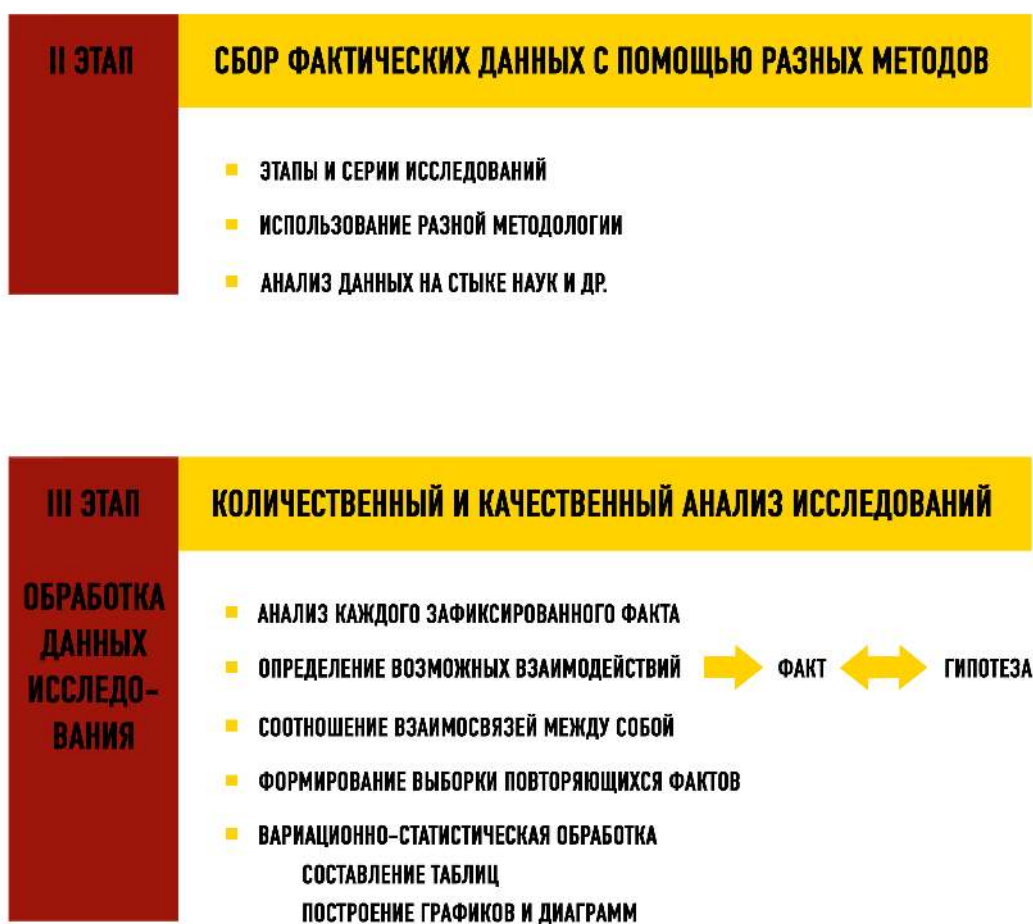 II ЭТАП
СБОР ФАКТИЧЕСКИХ ДАННЫХ С ПОМОЩЬЮ РАЗНЫХ МЕТОДОВ
ЭТАПЫ И СЕРИИ ИССЛЕДОВАНИЙ
ИСПОЛЬЗОВАНИЕ РАЗНОЙ МЕТОДОЛОГИИ
АНАЛИЗ ДАННЫХ НА СТЫКЕ НАУК И ДР.
III ЭТАП
ОБРАБОТКА
ДАННЫХ
ИССЛЕДО-
ВАНИЯ
КОЛИЧЕСТВЕННЫЙ И КАЧЕСТВЕННЫЙ АНАЛИЗ ИССЛЕДОВАНИЙ
АНАЛИЗ КАЖДОГО ЗАФИКСИРОВАННОГО ФАКТА
ОПРЕДЕЛЕНИЕ ВОЗМОЖНЫХ ВЗАИМОДЕЙСТВИЙ ФАКТ ГИПОТЕЗА
СООТНОШЕНИЕ ВЗАИМОСВЯЗЕЙ МЕЖДУ СОБОЙ
ФОРМИРОВАНИЕ ВЫБОРКИ ПОВТОРЯЮЩИХСЯ ФАКТОВ
ВАРИАЦИОННО-СТАТИСТИЧЕСКАЯ ОБРАБОТКА
СОСТАВЛЕНИЕ ТАБЛИЦ
ПОСТРОЕНИЕ ГРАФИКОВ И ДИАГРАММ